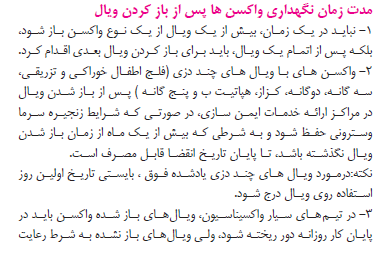 مدت زمان نگهداری واکسن ها پس از باز کردن ویال
۱- نباید در یک زمان، بیش از یک ویال از یک نوع واکسن باز شود،
بلکه پس از اتمام یک ویال، باید برای باز کردن ویال بعدی اقدام کرد.
۲- واکسن های با ویال های چند دزی (فلج اطفال خوراکی و تزریقی،
سه گانه، دوگانه، کزاز، هپاتیت ب و پنج گانه ) پس از باز شدن ویال
در مراکز ارائه خدمات ایمن سازی، در صورتی که شرایط زنجیره سرما
وسترونی حفظ شود و به شرطی که بیش از یک ماه از زمان باز شدن
ویال نگذشته باشد، تا پایان تاریخ انقضا قابل مصرف است.
نکته:درمورد ویال های چند دزی یادشده فوق ، بایستی تاریخ اولین روز
استفاده روی ویال درج شود.
۳- در تیم‌های سیار واکسیناسیون، ویال‌های باز شده واکسن باید در
پایان کار روزانه دور ریخته شود، ولی ویال‌های باز نشده به شرط رعایت